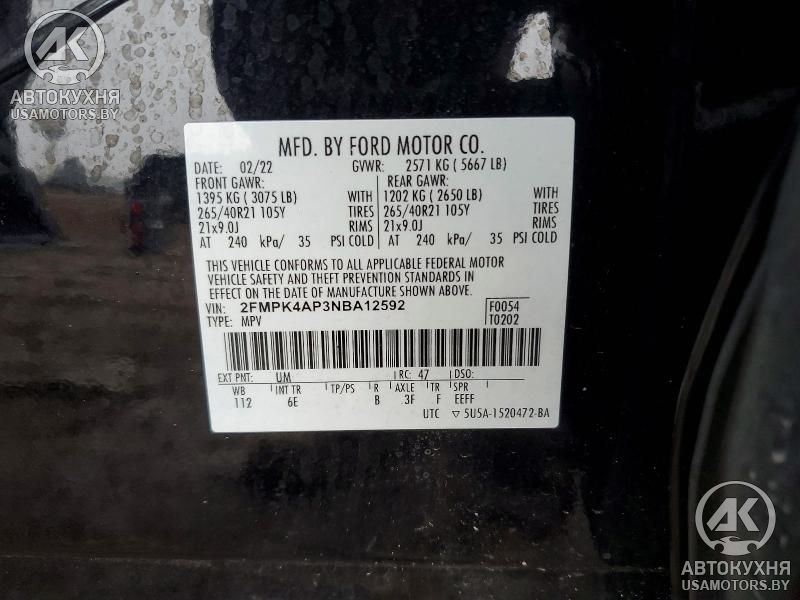 AK
АВТОКУХНЯ
USAMOTORS.BY
MFD. BY FORD MOTOR CO.
DATE: 02/22 GVWR: 2571 KG ( 5667 LB)
FRONT GAWR: REAR GAWR:
1395 KG ( 3075 LB) WITH 1202 KG ( 2650 LB) WITH
265/40R21 105Y TIRES 265/40R21 105Y TIRES
21x9.0J RIMS 21x9.0J RIMS
AT 240 kPa/ 35 PSI COLD AT 240 kPa/ 35 PSI COLD
THIS VEHICLE CONFORMS TO ALL APPLICABLE FEDERAL MOTOR
VEHICLE SAFETY AND THEFT PREVENTION STANDARDS IN
EFFECT ON THE DATE OF MANUFACTURE SHOWN ABOVE.
VIN: 2FMPK4AP3NBA12592 F0054
TYPE: MPV T0202
EXT PNT: UM RC: 47 DSO:
WB INT TR TP/PS R AXLE TR SPR
112 6E B 3F F EEFF
UTC ▽ 5U5A-1520472-BA
AK
АВТОКУХНЯ
USAMOTORS.BY